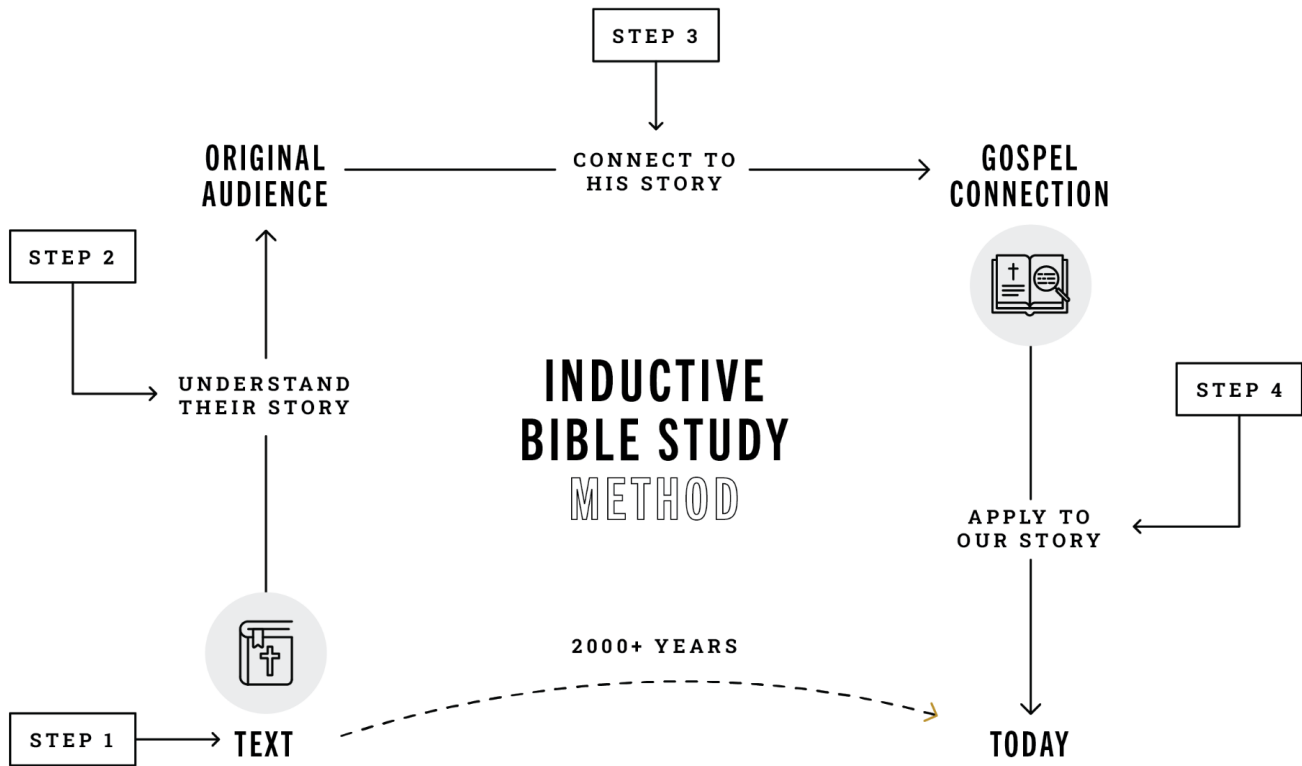 STEP 3
ORIGINAL
AUDIENCE
CONNECT TO
HIS STORY
GOSPEL
CONNECTION
STEP 2
UNDERSTAND
THEIR STORY
INDUCTIVE
BIBLE STUDY
METHOD
STEP 4
APPLY TO
OUR STORY
2000+ YEARS
STEP 1
TEXT
TODAY